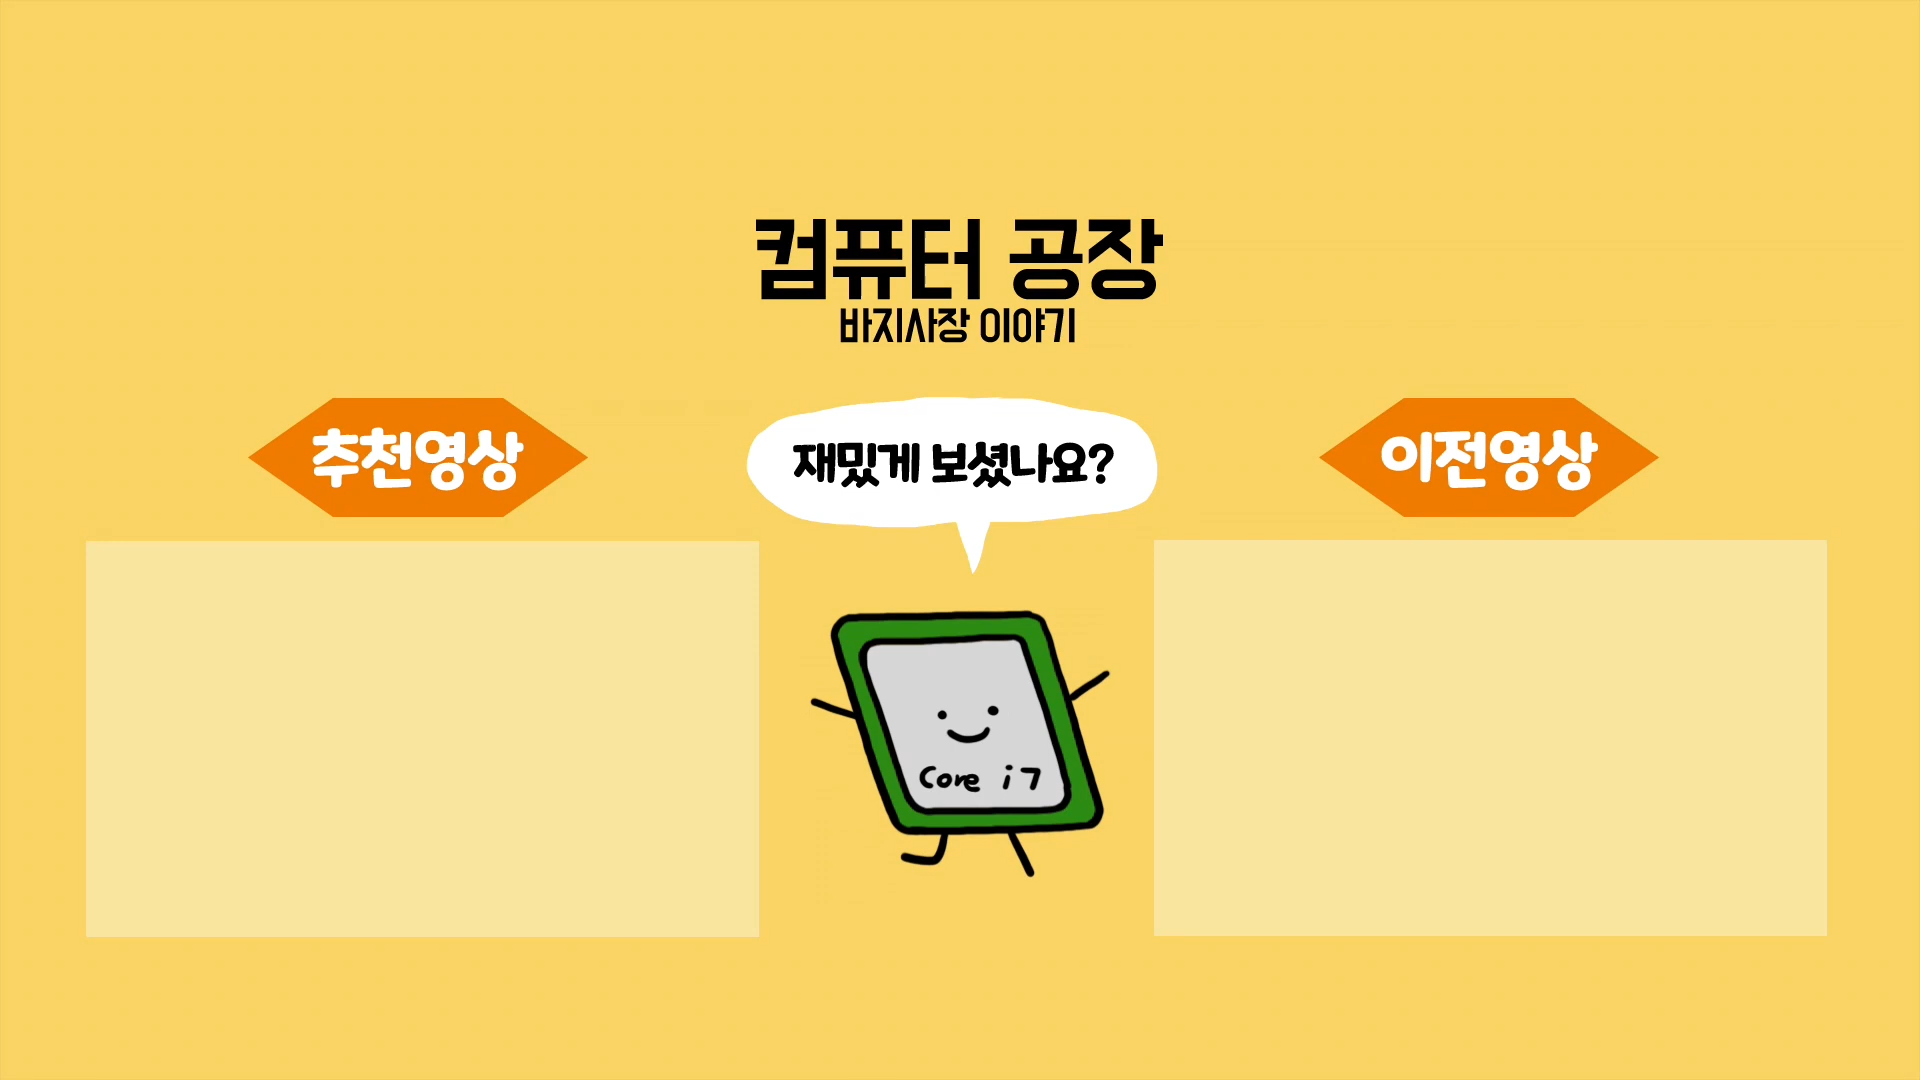 컴퓨터 공장
바지사장 이야기
추천영상
재밌게 보셨나요?
이전영상
Core i7